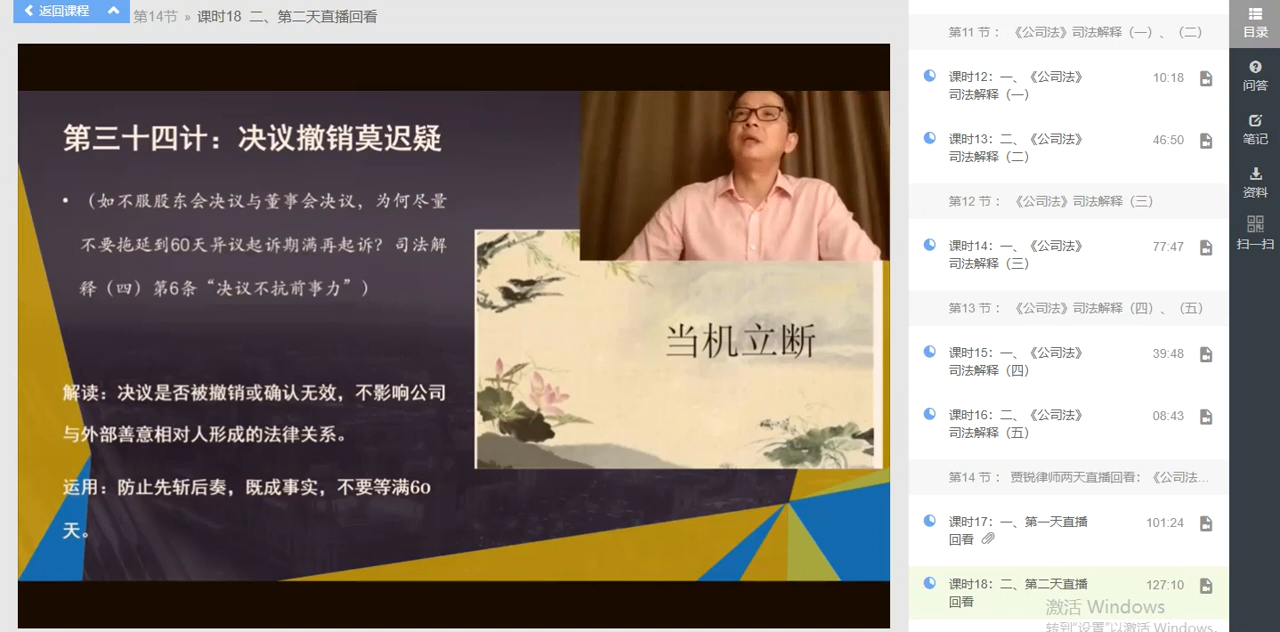 返回课程
第14节 » 课时18 二、第二天直播回看
第三十四计：决议撤销莫迟疑
• （如不服股东会决议与董事会决议，为何尽量
不要拖延到60天异议起诉期满再起诉？司法解
释（四）第6条“决议不抗前事力”）
当机立断
解读：决议是否被撤销或确认无效，不影响公司
与外部善意相对人形成的法律关系。
运用：防止先斩后奏，既成事实，不要等满60
天。
第11 节： 《公司法》司法解释（一）、（二）
课时12：一、《公司法》 10:18
司法解释（一）
课时13：二、《公司法》 46:50
司法解释（二）
第12 节： 《公司法》司法解释（三）
课时14：一、《公司法》 77:47
司法解释（三）
第13 节： 《公司法》司法解释（四）、（五）
课时15：一、《公司法》 39:48
司法解释（四）
课时16：二、《公司法》 08:43
司法解释（五）
第14 节： 贾锐律师两天直播回看：《公司法...
课时17：一、第一天直播 101:24
回看
课时18：二、第二天直播 127:10
回看
激活 Windows
转到“设置”以激活 Windows。
目录
问答
笔记
资料
扫一扫